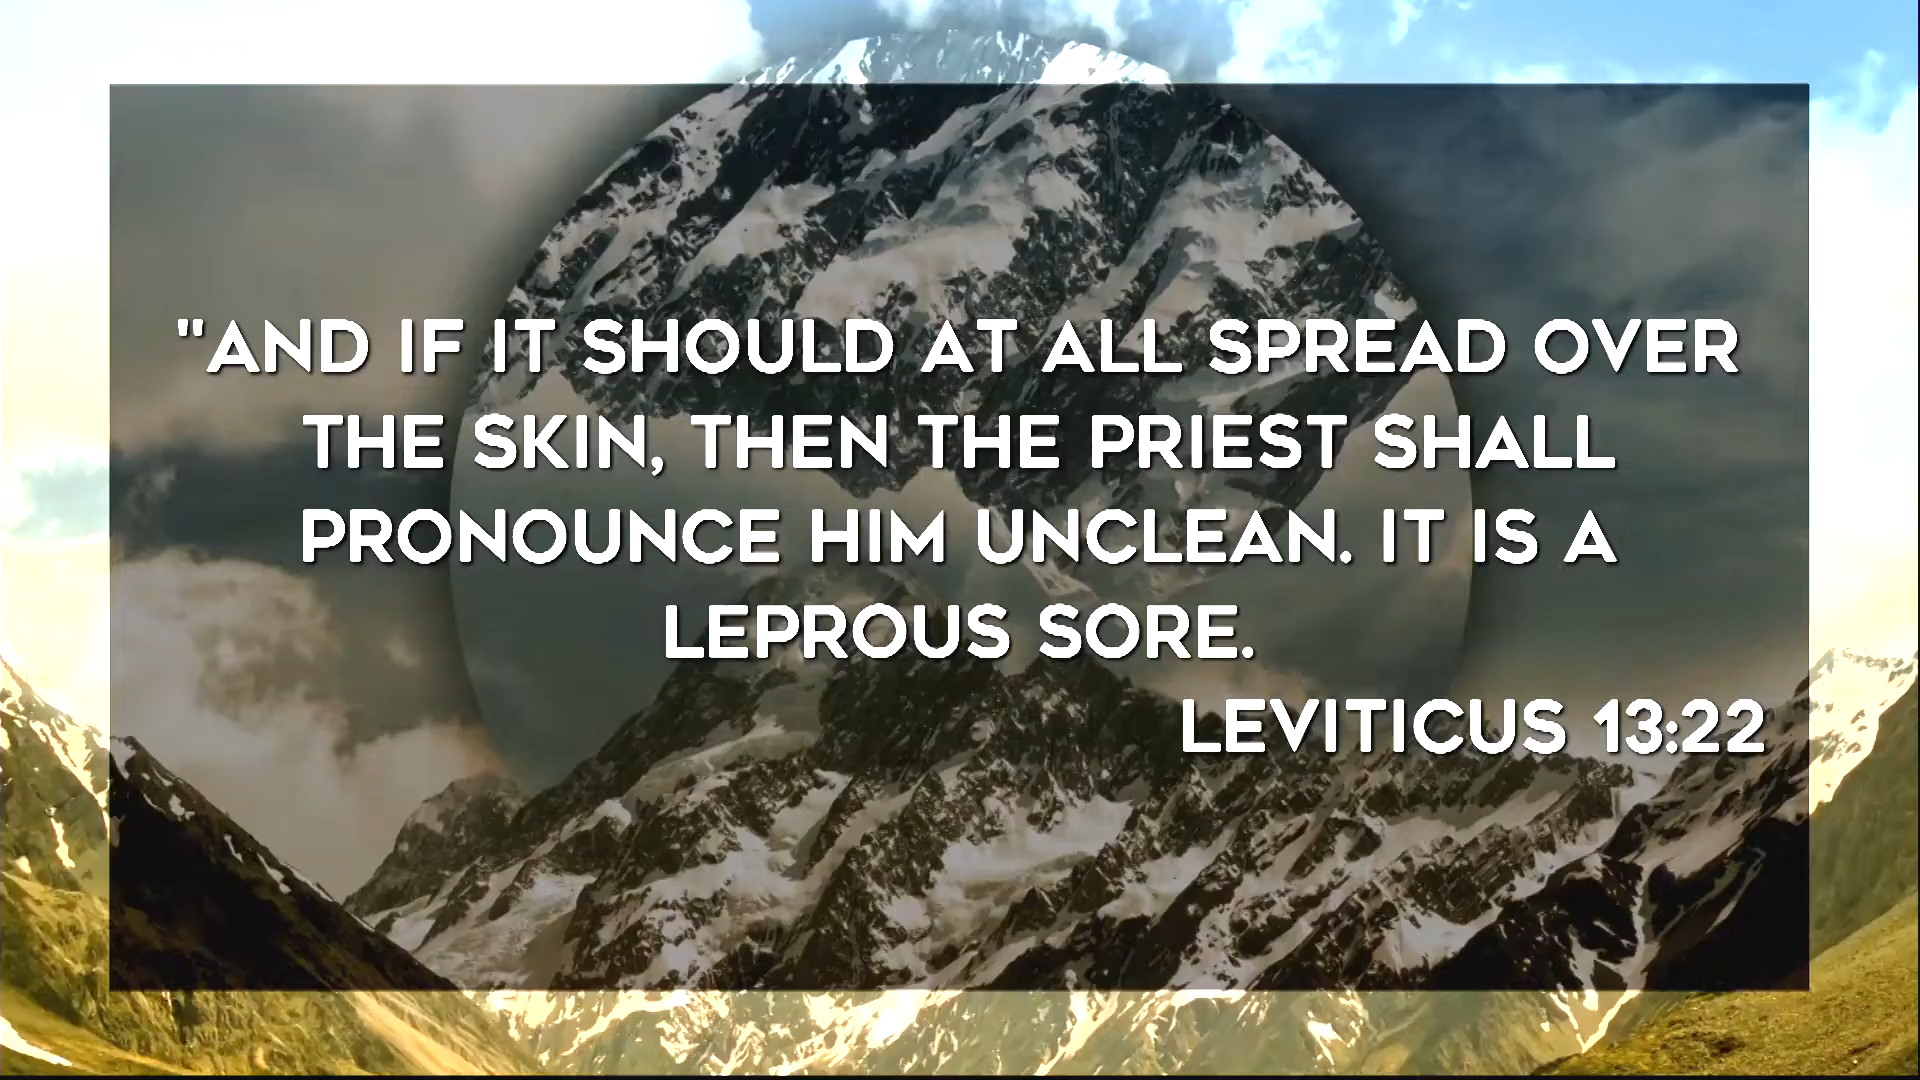 "AND IF IT SHOULD AT ALL SPREAD OVER
THE SKIN, THEN THE PRIEST SHALL
PRONOUNCE HIM UNCLEAN. IT IS A
LEPROUS SORE.
LEVITICUS 13:22